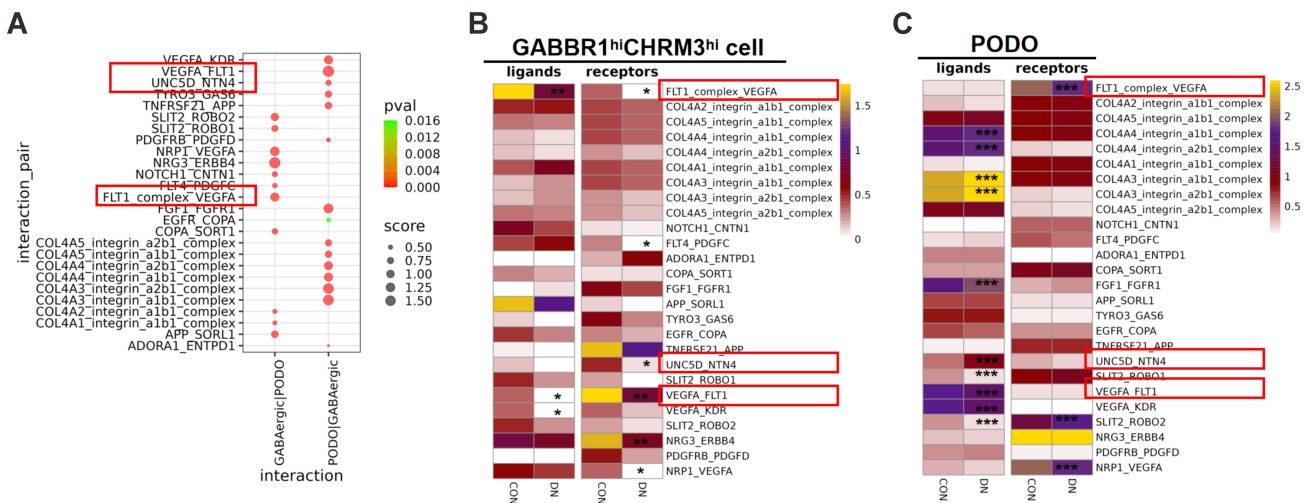 A
VEGFA_KDR
VEGFA_FLT1
UNC5D_NTN4
TYRO3_GAS6
TNFRSF21_APP
SLIT2_ROBO2
SLIT2_ROBO1
PDGFRB_PDGFD
NRP1_VEGFA
NRG3_ERBB4
NOTCH1_CNTN1
FLT4_PDGFC
FLT1_complex_VEGFA
FGF1_FGFR1
EGFR_COPA
COPA_SORT1
COL4A5_integrin_a2b1_complex
COL4A5_integrin_a1b1_complex
COL4A4_integrin_a2b1_complex
COL4A4_integrin_a1b1_complex
COL4A3_integrin_a2b1_complex
COL4A3_integrin_a1b1_complex
COL4A2_integrin_a1b1_complex
COL4A1_integrin_a1b1_complex
APP_SORL1
ADORA1_ENTPD1
interaction_pair
GABAergic|PODO
PODO|GABAergic
interaction
pval
0.016
0.012
0.008
0.004
0.000
score
0.50
0.75
1.00
1.25
1.50
B
GABBR1hiCHRM3hi cell
ligands receptors
** * FLT1_complex_VEGFA
COL4A2_integrin_a1b1_complex
COL4A5_integrin_a1b1_complex
COL4A4_integrin_a1b1_complex
COL4A4_integrin_a2b1_complex
COL4A1_integrin_a1b1_complex
COL4A3_integrin_a1b1_complex
COL4A3_integrin_a2b1_complex
COL4A5_integrin_a2b1_complex
NOTCH1_CNTN1
* FLT4_PDGFC
ADORA1_ENTPD1
COPA_SORT1
FGF1_FGFR1
APP_SORL1
TYRO3_GAS6
EGFR_COPA
TNFRSF21_APP
* UNC5D_NTN4
SLIT2_ROBO1
* ** VEGFA_FLT1
* VEGFA_KDR
SLIT2_ROBO2
** NRG3_ERBB4
PDGFRB_PDGFD
* NRP1_VEGFA
CON DN CON DN
1.5
1
0.5
0
C
PODO
ligands receptors
*** FLT1_complex_VEGFA
COL4A2_integrin_a1b1_complex
COL4A5_integrin_a1b1_complex
*** COL4A4_integrin_a1b1_complex
*** COL4A4_integrin_a2b1_complex
COL4A1_integrin_a1b1_complex
*** COL4A3_integrin_a1b1_complex
*** COL4A3_integrin_a2b1_complex
COL4A5_integrin_a2b1_complex
NOTCH1_CNTN1
FLT4_PDGFC
ADORA1_ENTPD1
COPA_SORT1
*** FGF1_FGFR1
APP_SORL1
TYRO3_GAS6
EGFR_COPA
TNFRSF21_APP
*** UNC5D_NTN4
*** SLIT2_ROBO1
*** VEGFA_FLT1
*** VEGFA_KDR
*** *** SLIT2_ROBO2
NRG3_ERBB4
PDGFRB_PDGFD
*** NRP1_VEGFA
CON DN CON DN
2.5
2
1.5
1
0.5